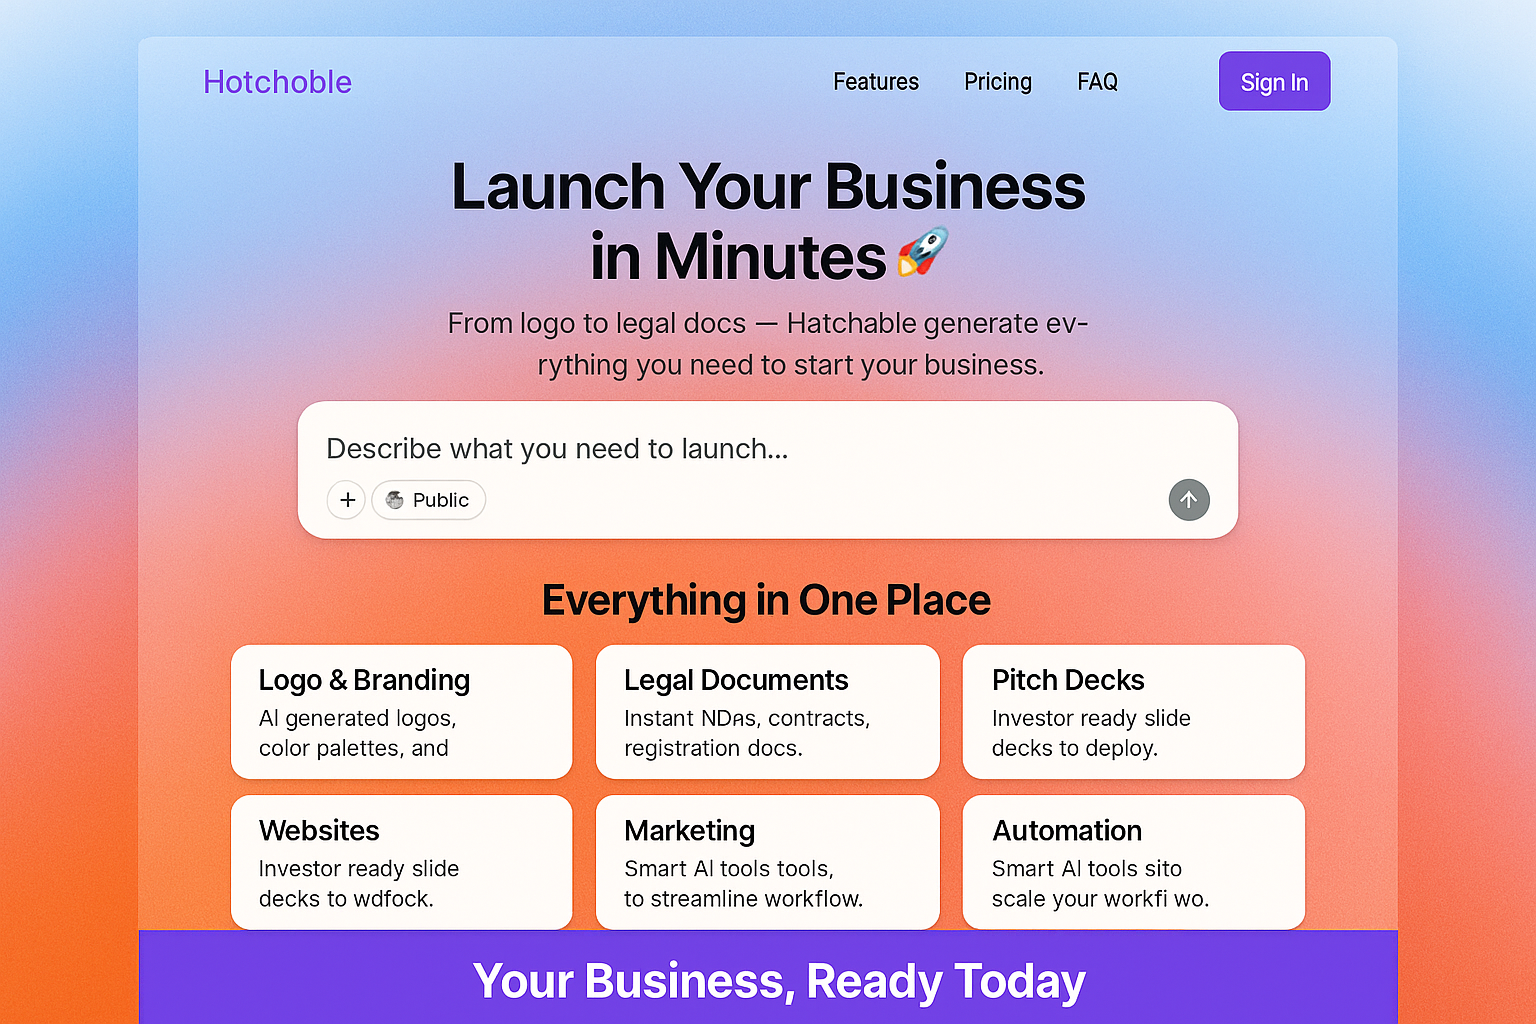 Hotchoble
Features
Pricing
FAQ
Sign In
Launch Your Business
in Minutes🚀
From logo to legal docs — Hatchable generate ev-
rything you need to start your business.
Describe what you need to launch...
+
Public
Everything in One Place
Logo & Branding
AI generated logos,
color palettes, and
Legal Documents
Instant NDAs, contracts,
registration docs.
Pitch Decks
Investor ready slide
decks to deploy.
Websites
Investor ready slide
decks to wdfock.
Marketing
Smart AI tools tools,
to streamline workflow.
Automation
Smart AI tools sito
scale your workfi wo.
Your Business, Ready Today